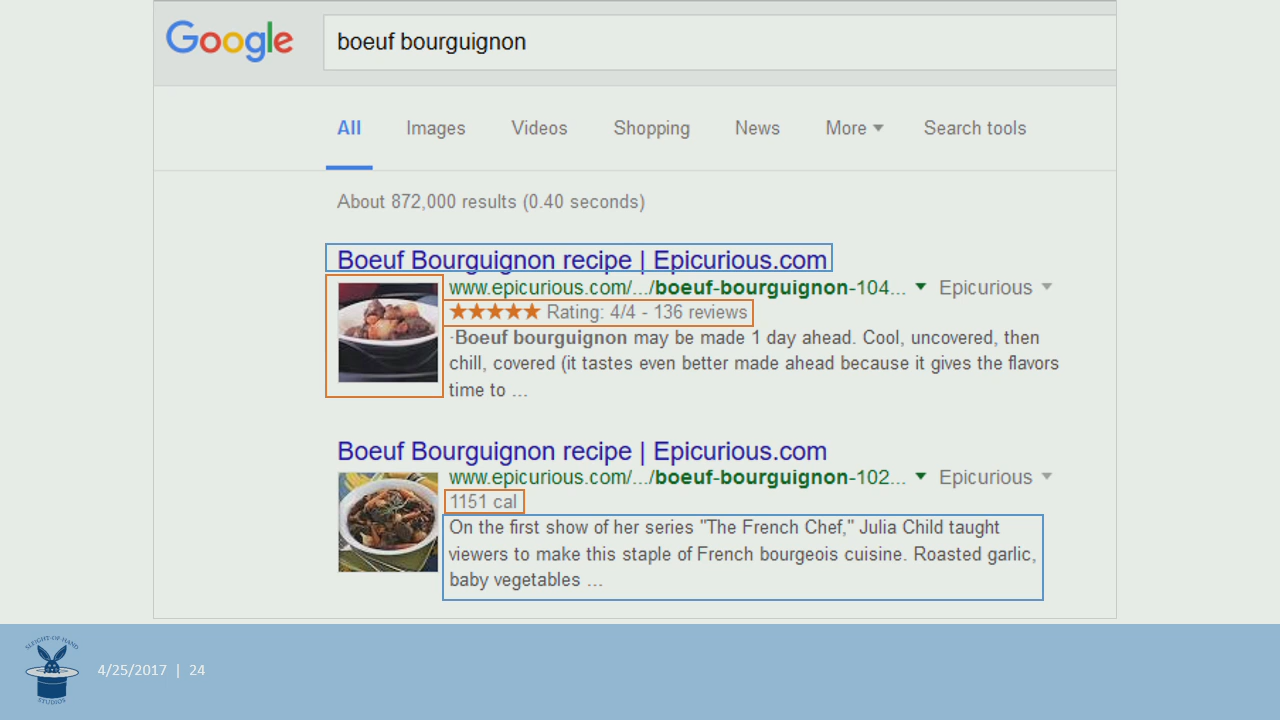 Google
boeuf bourguignon
All Images Videos Shopping News More Search tools
About 872,000 results (0.40 seconds)
Boeuf Bourguignon recipe | Epicurious.com
www.epicurious.com/.../boeuf-bourguignon-104... Epicurious
Rating: 4/4 - 136 reviews
·Boeuf bourguignon may be made 1 day ahead. Cool, uncovered, then
chill, covered (it tastes even better made ahead because it gives the flavors
time to ...
Boeuf Bourguignon recipe | Epicurious.com
www.epicurious.com/.../boeuf-bourguignon-102... Epicurious
1151 cal
On the first show of her series "The French Chef," Julia Child taught
viewers to make this staple of French bourgeois cuisine. Roasted garlic,
baby vegetables ...
SLEIGHT-OF-HAND
STUDIOS
4/25/2017 | 24